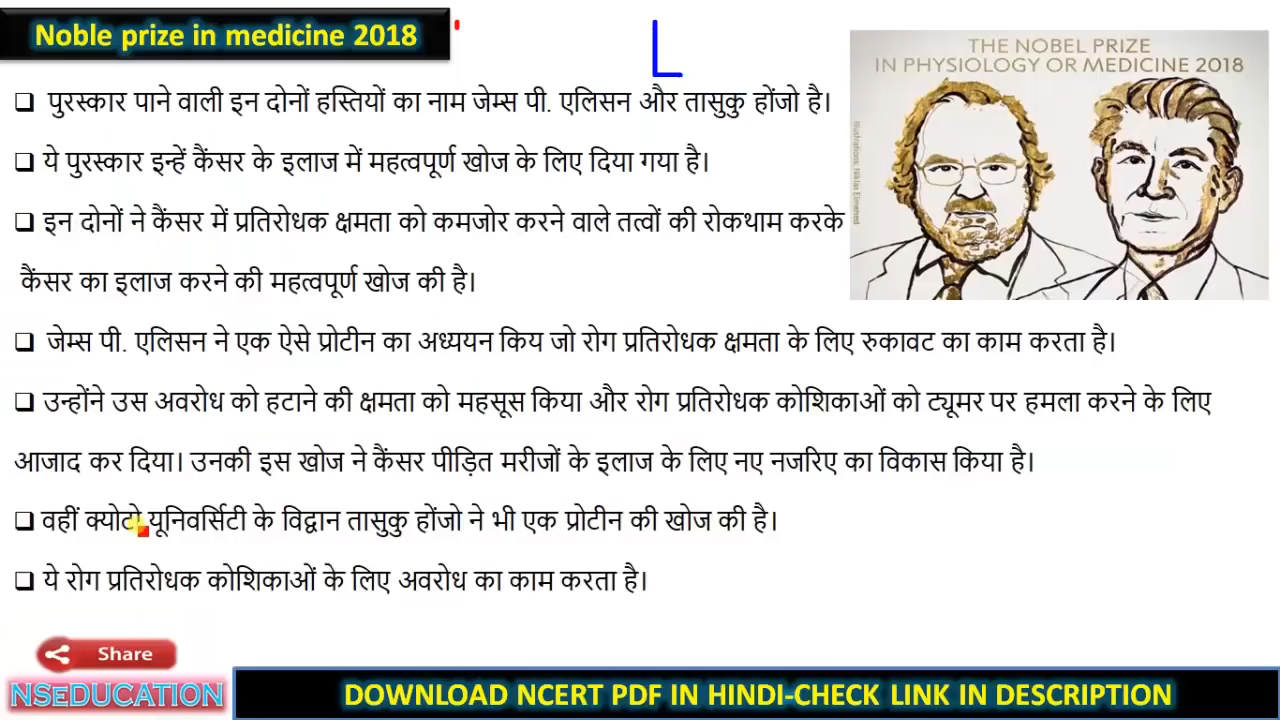 Noble prize in medicine 2018
THE NOBEL PRIZE
IN PHYSIOLOGY OR MEDICINE 2018
Illustrations: Niklas Elmehed
पुरस्कार पाने वाली इन दोनों हस्तियों का नाम जेम्स पी. एलिसन और तासुकु होंजो है।
ये पुरस्कार इन्हें कैंसर के इलाज में महत्वपूर्ण खोज के लिए दिया गया है।
इन दोनों ने कैंसर में प्रतिरोधक क्षमता को कमजोर करने वाले तत्वों की रोकथाम करके
कैंसर का इलाज करने की महत्वपूर्ण खोज की है।
जेम्स पी. एलिसन ने एक ऐसे प्रोटीन का अध्ययन किय जो रोग प्रतिरोधक क्षमता के लिए रुकावट का काम करता है।
उन्होंने उस अवरोध को हटाने की क्षमता को महसूस किया और रोग प्रतिरोधक कोशिकाओं को ट्यूमर पर हमला करने के लिए
आजाद कर दिया। उनकी इस खोज ने कैंसर पीड़ित मरीजों के इलाज के लिए नए नजरिए का विकास किया है।
वहीं क्योटो यूनिवर्सिटी के विद्वान तासुकु होंजो ने भी एक प्रोटीन की खोज की है।
ये रोग प्रतिरोधक कोशिकाओं के लिए अवरोध का काम करता है।
Share
NSEDUCATION
DOWNLOAD NCERT PDF IN HINDI-CHECK LINK IN DESCRIPTION